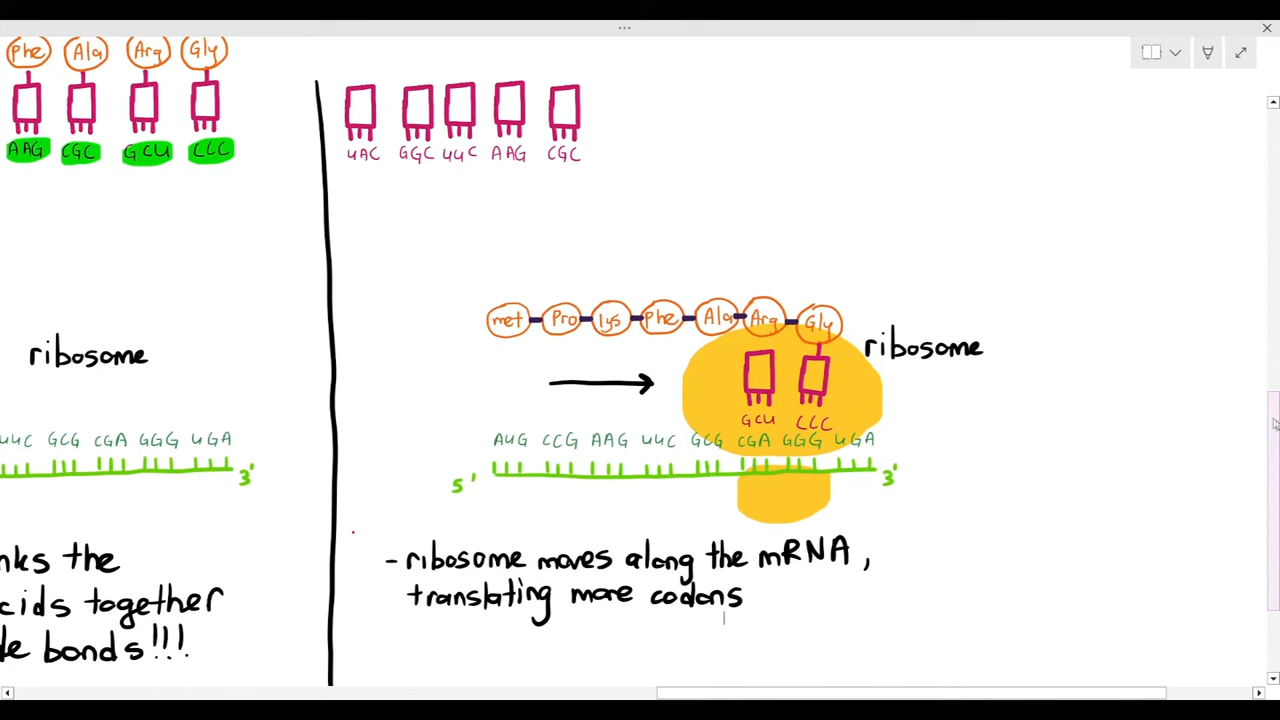 Phe Ala Arg Gly
AAG CGC GCU CCC
UAC GGC UUC AAG CGC
met Pro lys Phe Ala Arg Gly
ribosome
ribosome
GCU CCC
UUC GCG CGA GGG UGA
3'
AUG CCG AAG UUC GCG CGA GGG UGA
5' 3'
nks the
cids together
de bonds!!!
- ribosome moves along the mRNA,
translating more codons